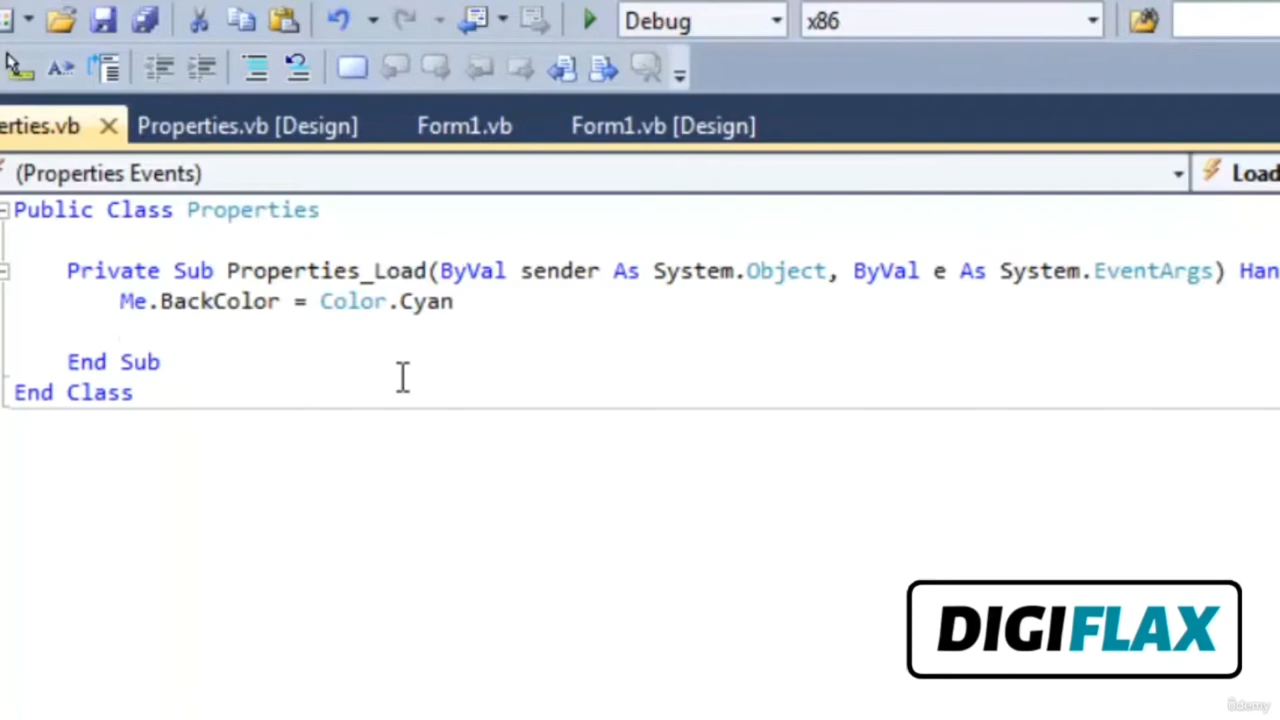 Debug x86
erties.vb Properties.vb [Design] Form1.vb Form1.vb [Design]
(Properties Events) Load
Public Class Properties
Private Sub Properties_Load(ByVal sender As System.Object, ByVal e As System.EventArgs) Han
Me.BackColor = Color.Cyan
End Sub
End Class
DIGIFLAX
ûdemy